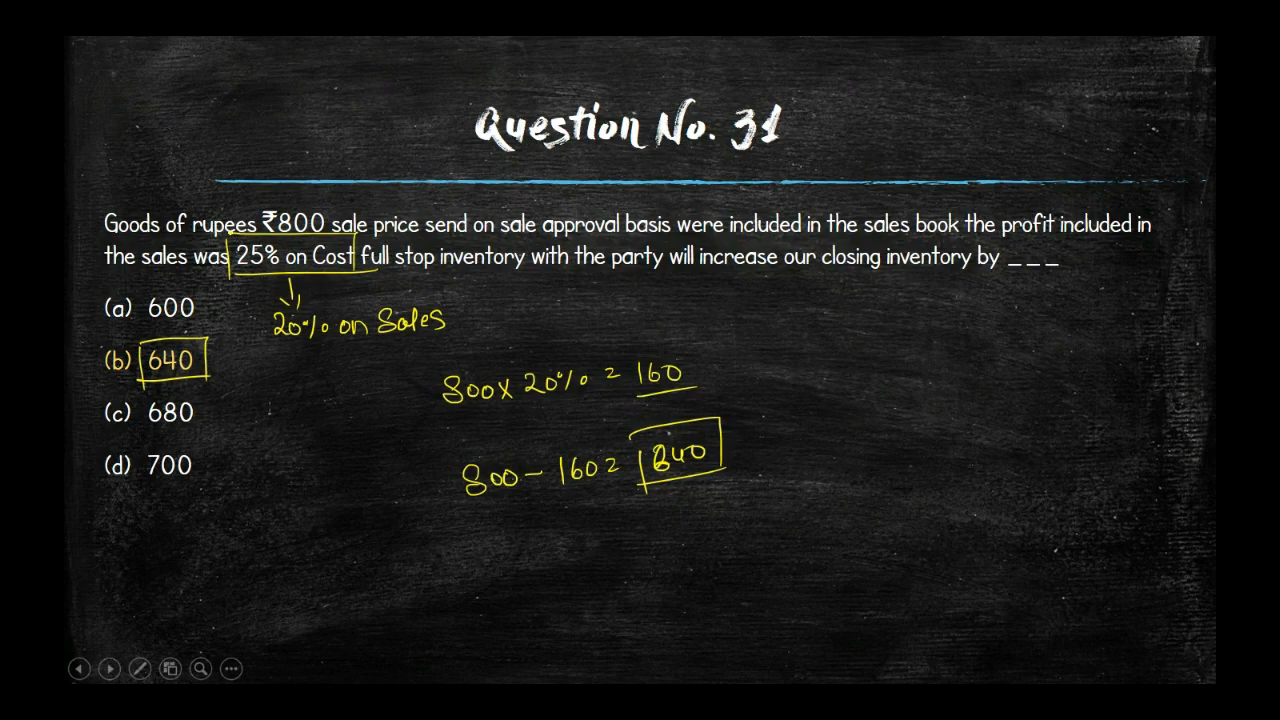 Question No. 31
Goods of rupees ₹800 sale price send on sale approval basis were included in the sales book the profit included in
the sales was 25% on Cost full stop inventory with the party will increase our closing inventory by _ _ _
(a) 600
20% on Sales
(b) 640
800x 20% = 160
(c) 680
800 - 160 = 640
(d) 700